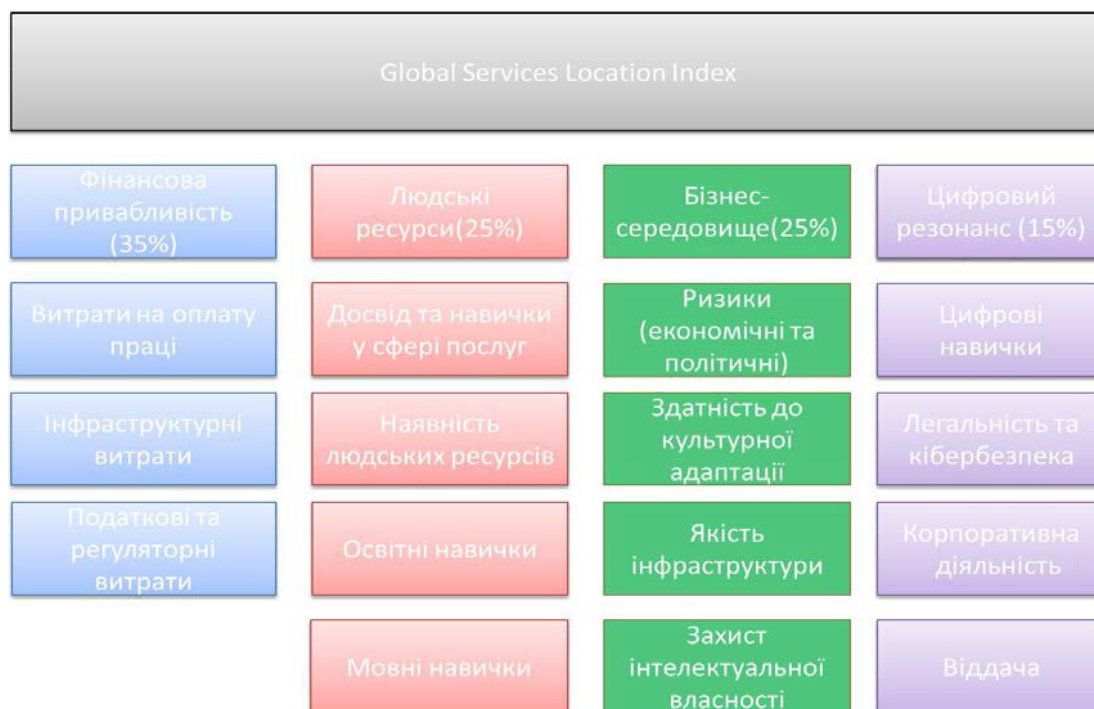 Global Services Location Index
Фінансова
привабливість
(35%)
Людські
ресурси(25%)
Бізнес-
середовище(25%)
Цифровий
резонанс (15%)
Витрати на оплату
праці
Досвід та навички
у сфері послуг
Ризики
(економічні та
політичні)
Цифрові
навички
Інфраструктурні
витрати
Наявність
людських ресурсів
Здатність до
культурної
адаптації
Легальність та
кібербезпека
Податкові та
регуляторні
витрати
Освітні навички
Якість
інфраструктури
Корпоративна
діяльність
Мовні навички
Захист
інтелектуальної
власності
Віддача